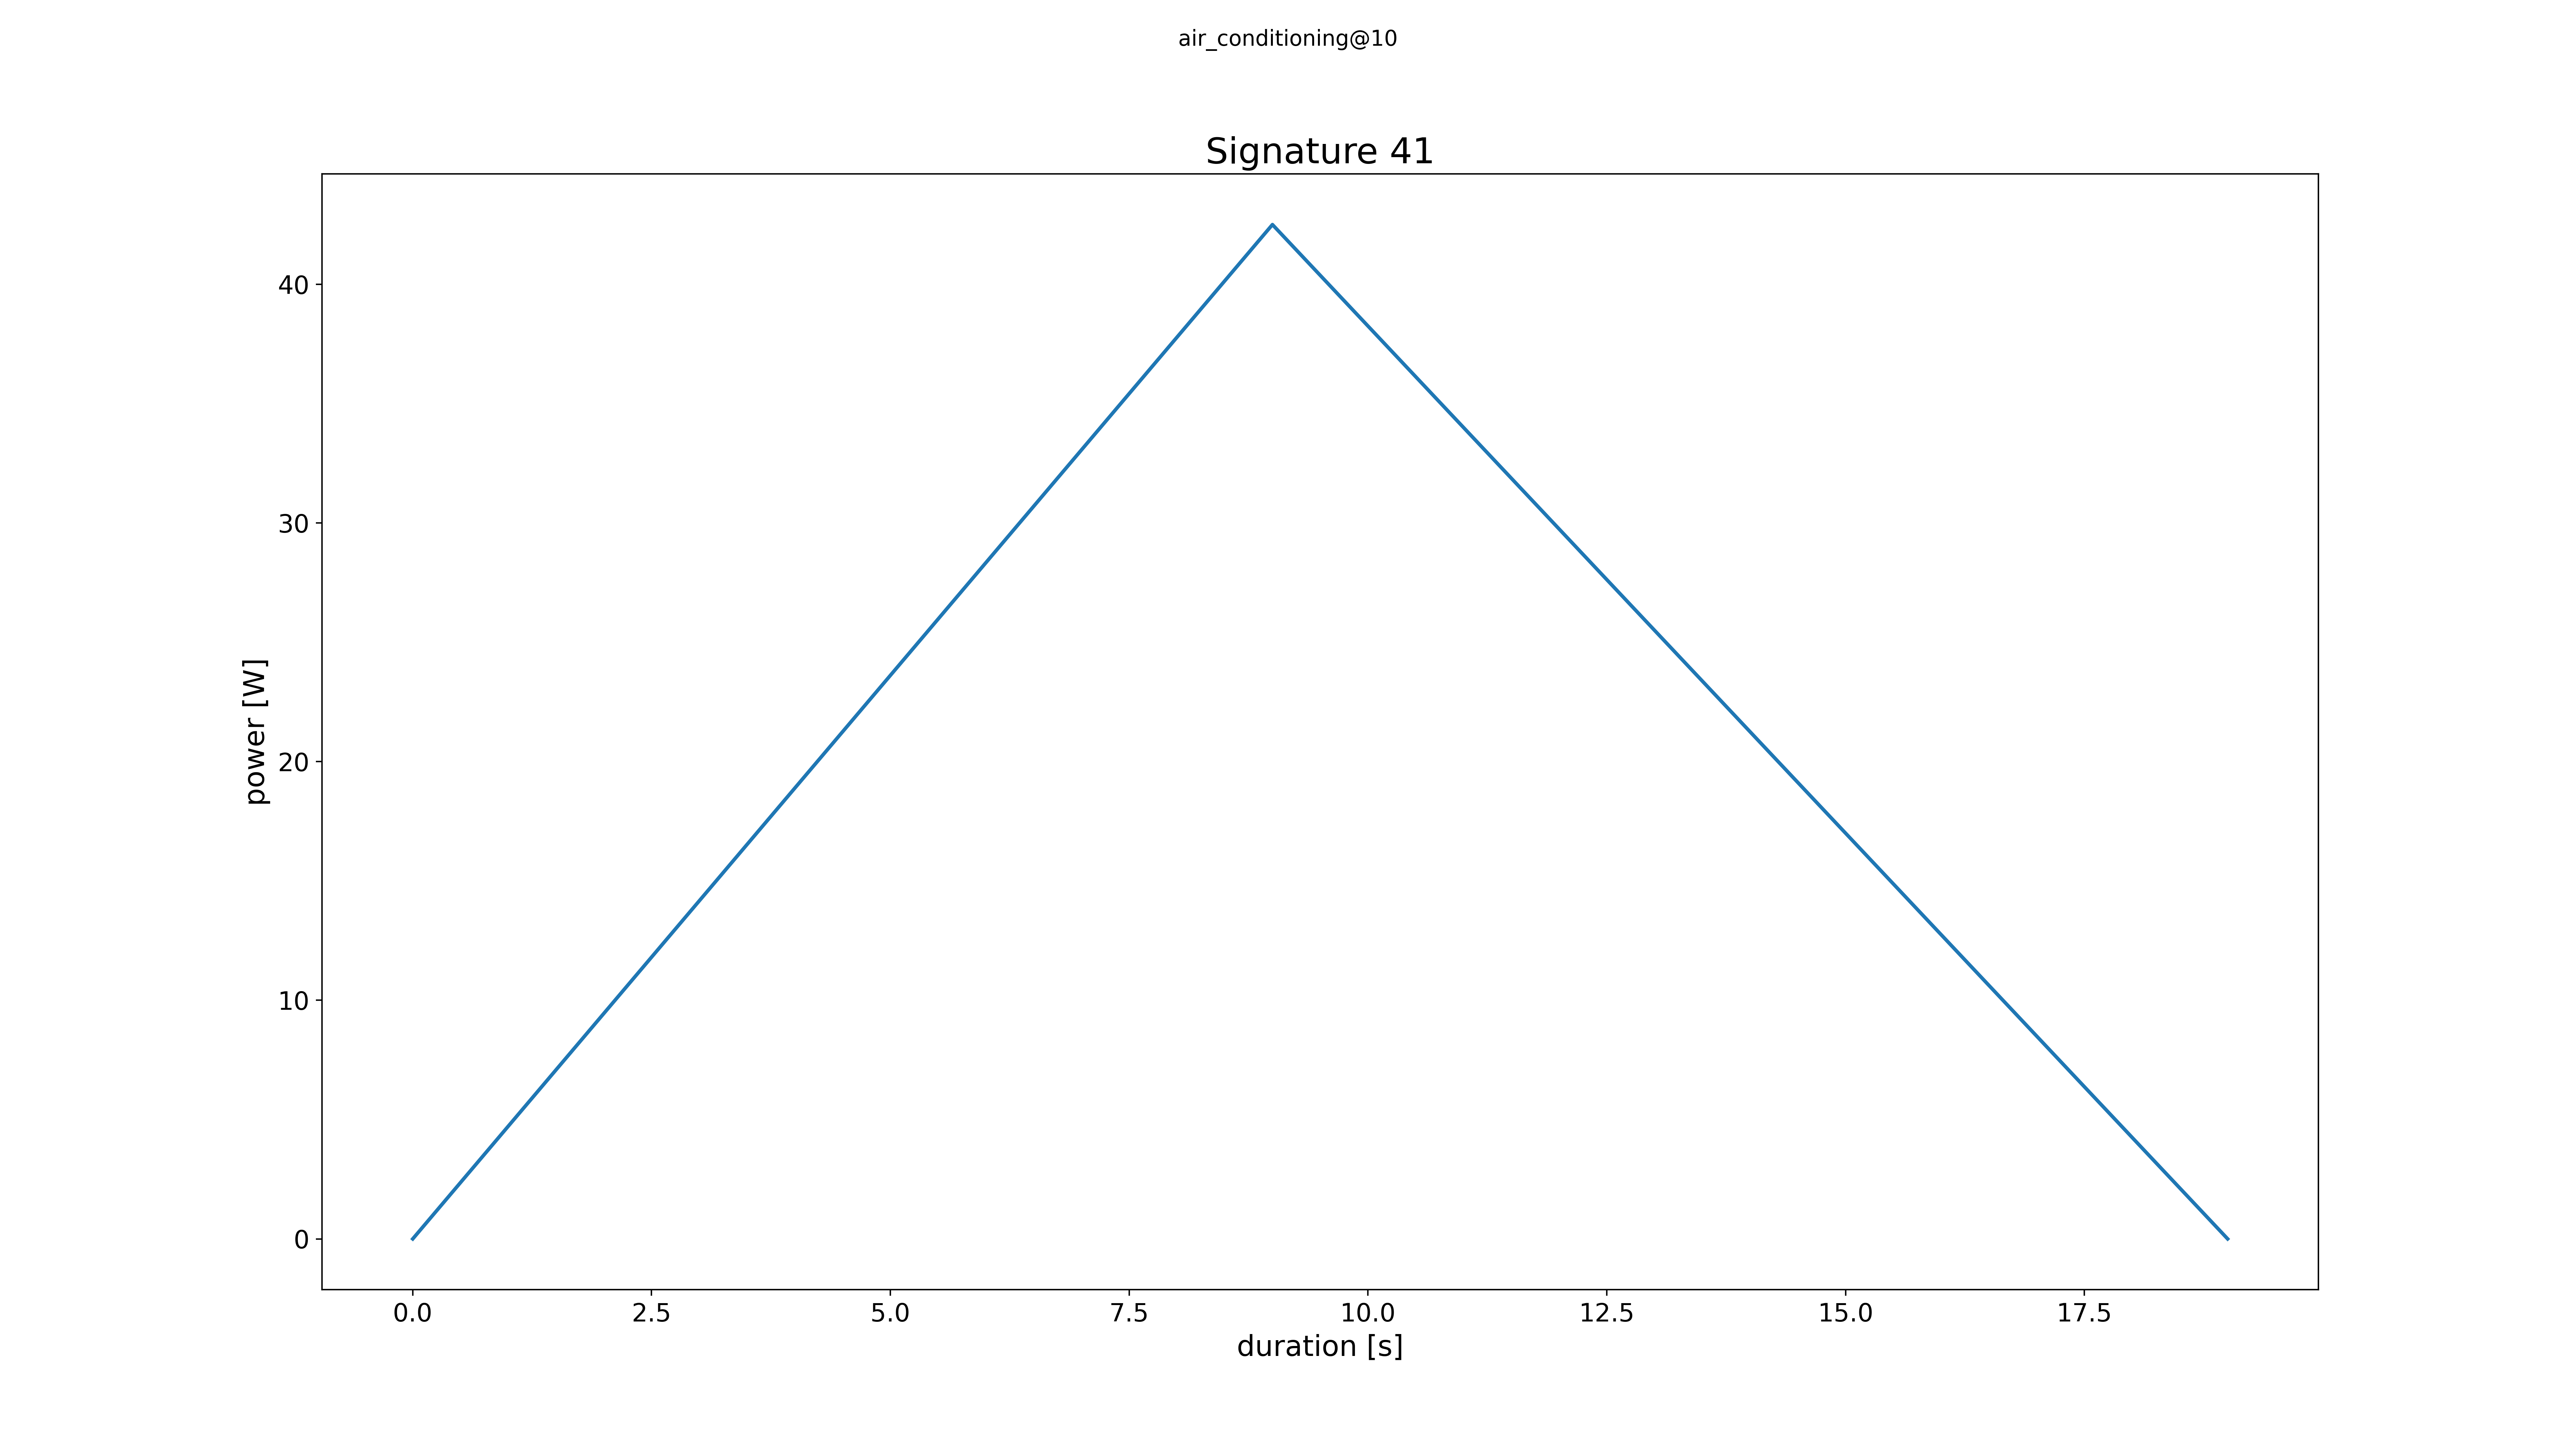 air_conditioning@10
Signature 41
40
30
20
10
0
power [W]
0.0 2.5 5.0 7.5 10.0 12.5 15.0 17.5
duration [s]